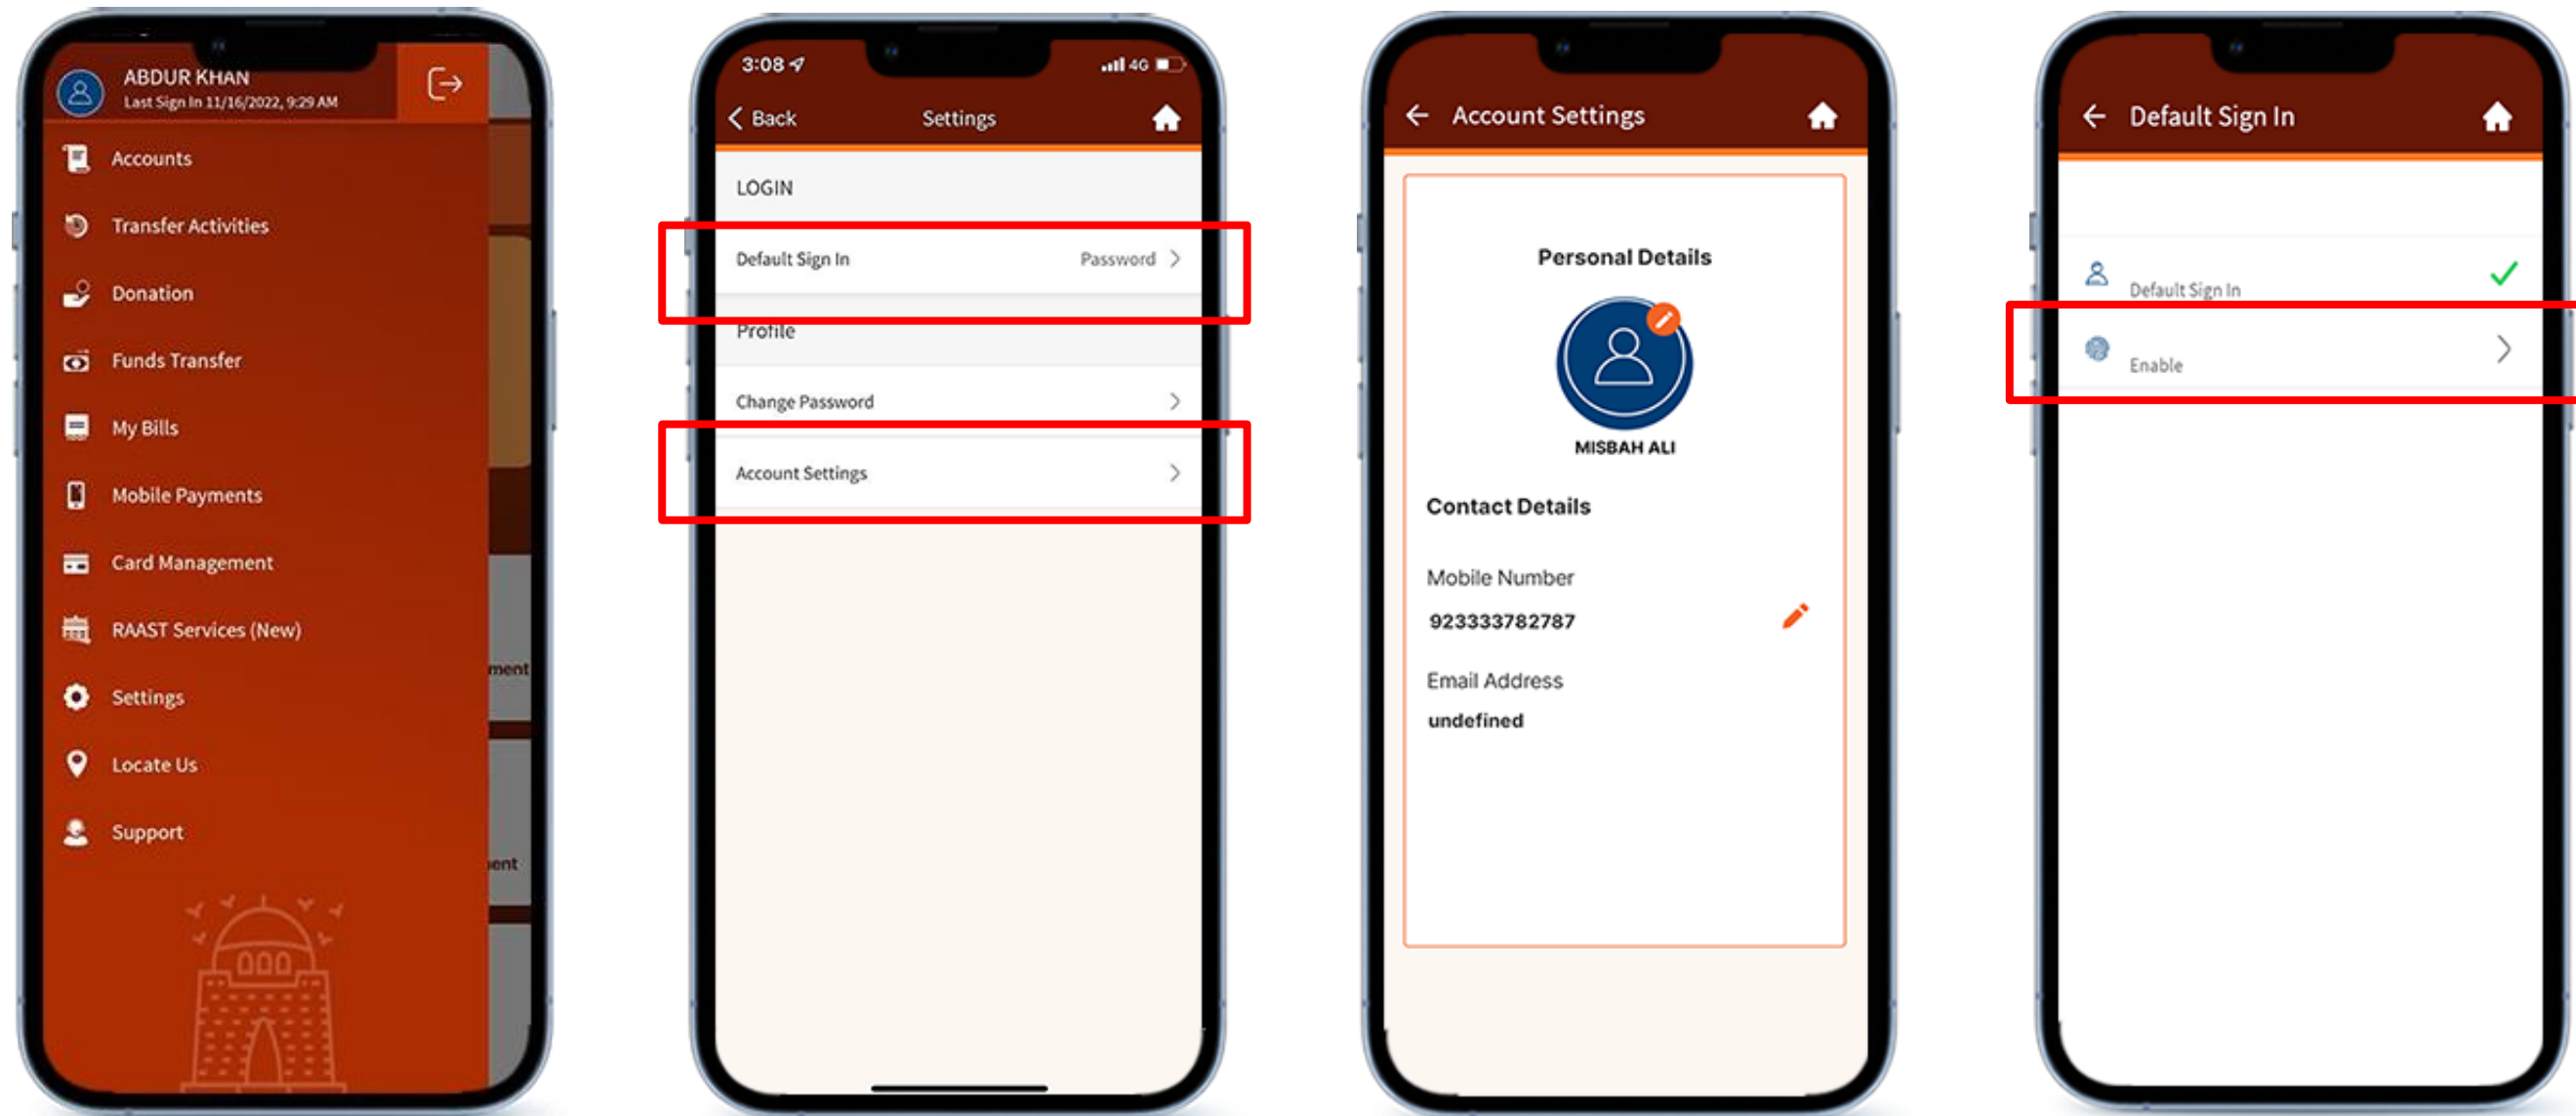 ABDUR KHAN
Last Sign In 11/16/2022, 9:29 AM
Accounts
Transfer Activities
Donation
Funds Transfer
My Bills
Mobile Payments
Card Management
RAAST Services (New)
Settings
Locate Us
Support
ment
ent
3:08
4G
Back
Settings
LOGIN
Default Sign In
Password
Profile
Change Password
Account Settings
Account Settings
Personal Details
MISBAH ALI
Contact Details
Mobile Number
923333782787
Email Address
undefined
Default Sign In
Default Sign In
Enable